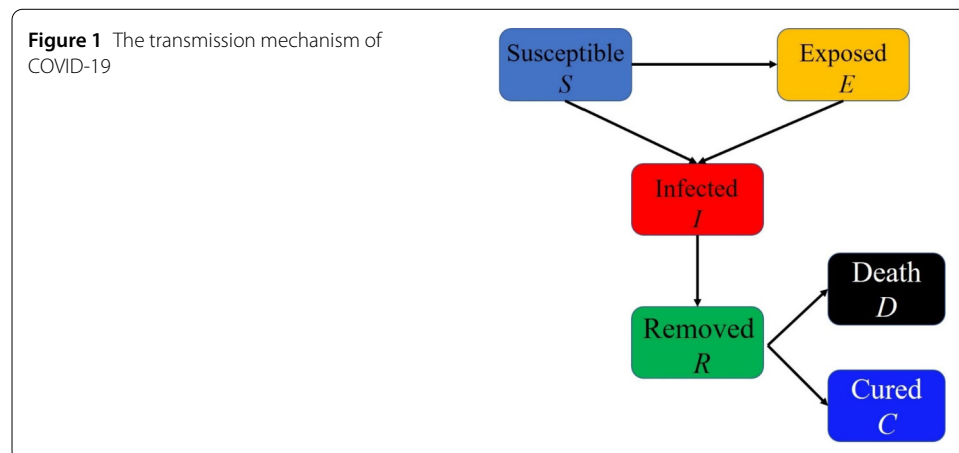 Figure 1 The transmission mechanism of
COVID-19
Susceptible
S
Exposed
E
Infected
I
Removed
R
Death
D
Cured
C